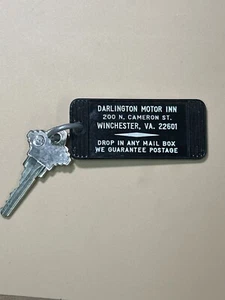 DARLINGTON MOTOR INN
200 N. CAMERON ST.
WINCHESTER, VA. 22601
DROP IN ANY MAIL BOX
WE GUARANTEE POSTAGE